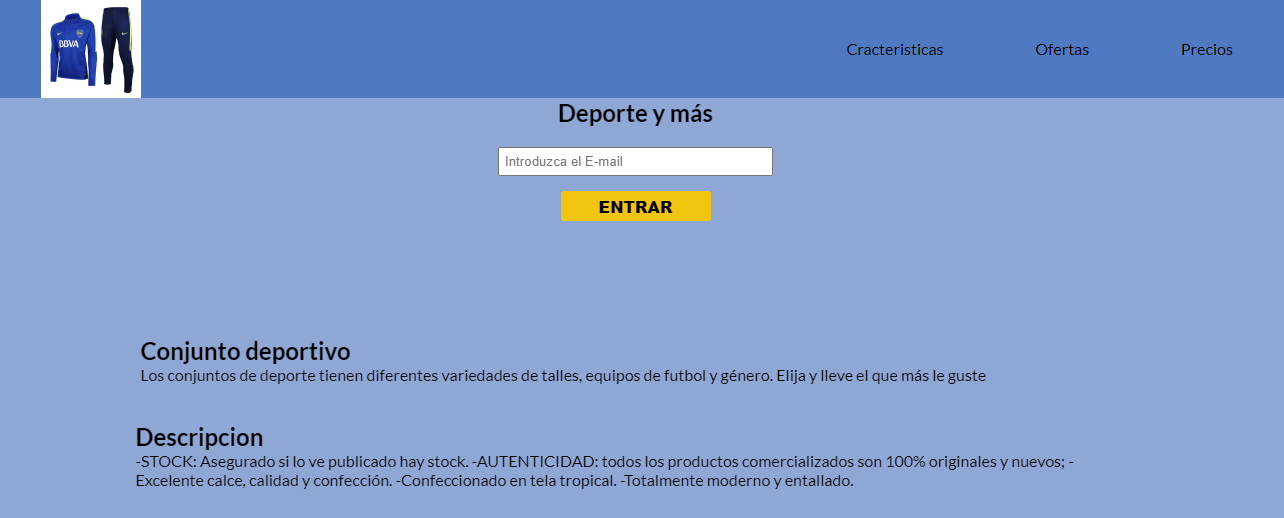 BBVA
Cracteristicas
Ofertas
Precios
Deporte y más
Introduzca el E-mail
ENTRAR
Conjunto deportivo
Los conjuntos de deporte tienen diferentes variedades de talles, equipos de futbol y género. Elija y lleve el que más le guste
Descripcion
-STOCK: Asegurado si lo ve publicado hay stock. -AUTENTICIDAD: todos los productos comercializados son 100% originales y nuevos; -
Excelente calce, calidad y confección. -Confeccionado en tela tropical. -Totalmente moderno y entallado.